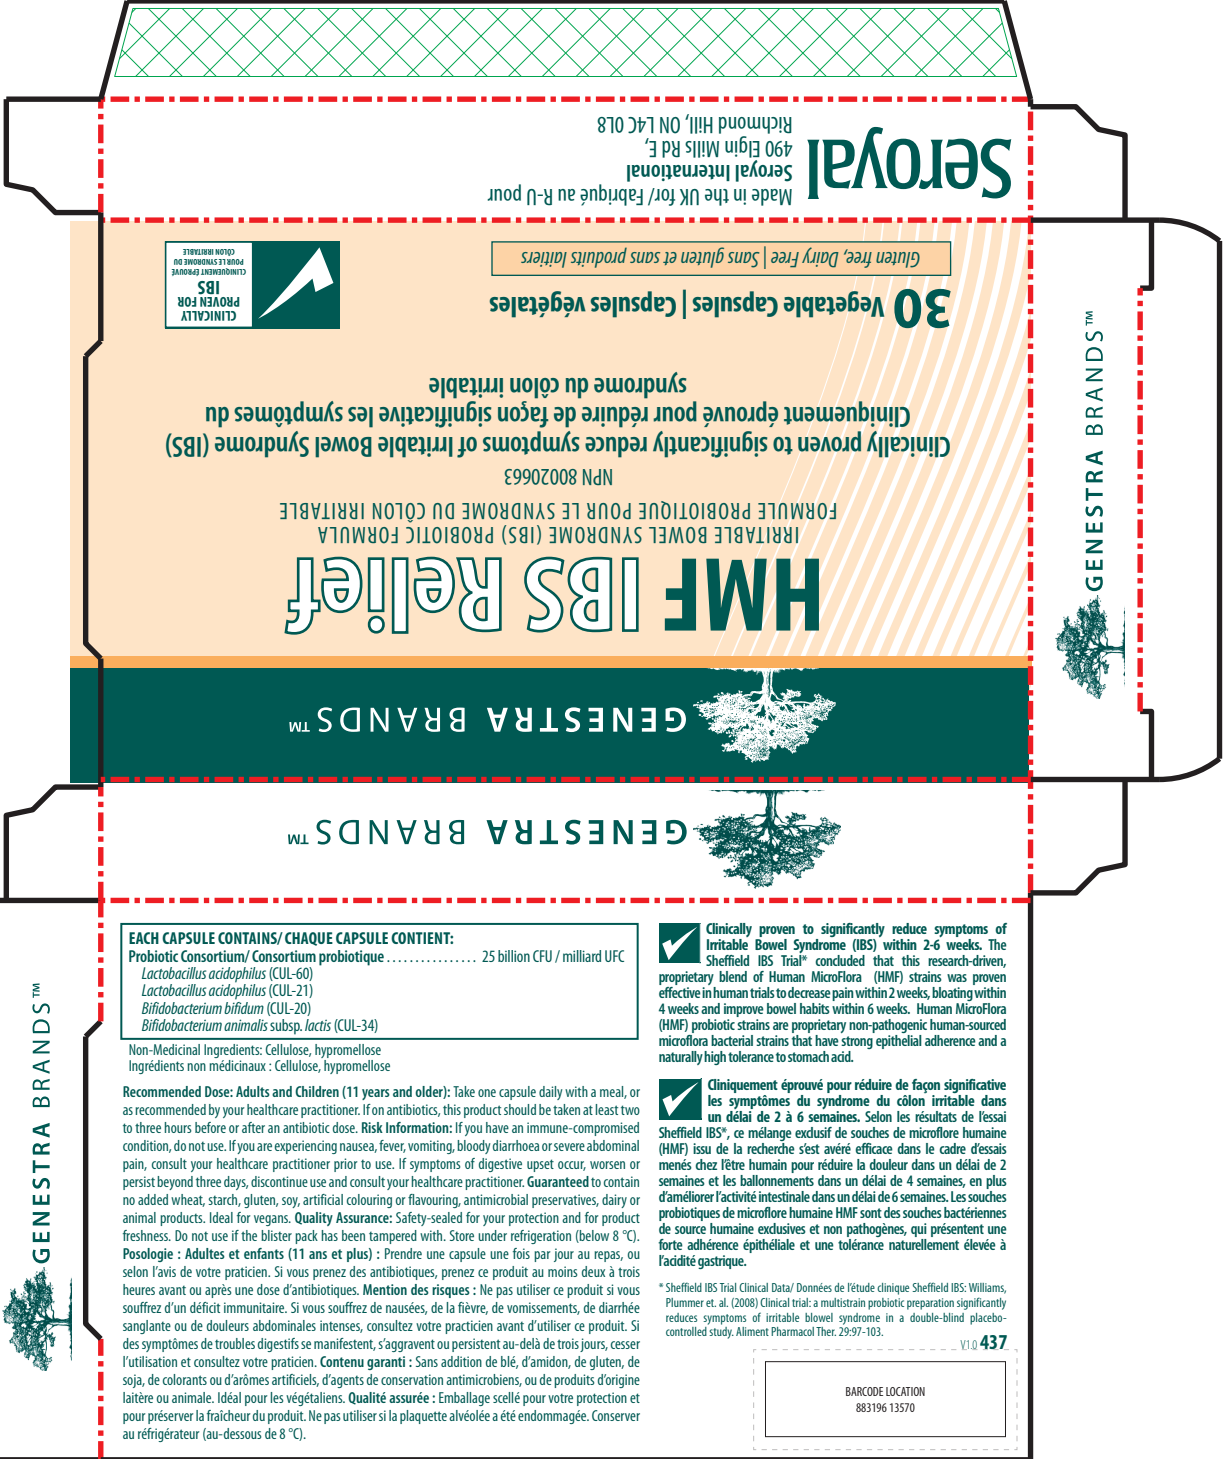 Seroyal
Made in the UK for/ Fabriqué au R-U pour
Seroyal International
490 Elgin Mills Rd E,
Richmond Hill, ON L4C 0L8
GENESTRA BRANDS™
HMF IBS Relief
IRRITABLE BOWEL SYNDROME (IBS) PROBIOTIC FORMULA
FORMULE PROBIOTIQUE POUR LE SYNDROME DU CÔLON IRRITABLE
NPN 80020663
Clinically proven to significantly reduce symptoms of Irritable Bowel Syndrome (IBS)
Cliniquement éprouvé pour réduire de façon significative les symptômes du
syndrome du côlon irritable
30 Vegetable Capsules | Capsules végétales
Gluten free, Dairy Free | Sans gluten et sans produits laitiers
CLINICALLY
PROVEN FOR
IBS
CLINIQUEMENT ÉPROUVÉ
POUR LE SYNDROME DU
CÔLON IRRITABLE
GENESTRA BRANDS™
GENESTRA BRANDS™
GENESTRA BRANDS™
EACH CAPSULE CONTAINS/ CHAQUE CAPSULE CONTIENT:
Probiotic Consortium/ Consortium probiotique ................ 25 billion CFU / milliard UFC
Lactobacillus acidophilus (CUL-60)
Lactobacillus acidophilus (CUL-21)
Bifidobacterium bifidum (CUL-20)
Bifidobacterium animalis subsp. lactis (CUL-34)
Non-Medicinal Ingredients: Cellulose, hypromellose
Ingrédients non médicinaux : Cellulose, hypromellose
Recommended Dose: Adults and Children (11 years and older): Take one capsule daily with a meal, or
as recommended by your healthcare practitioner. If on antibiotics, this product should be taken at least two
to three hours before or after an antibiotic dose. Risk Information: If you have an immune-compromised
condition, do not use. If you are experiencing nausea, fever, vomiting, bloody diarrhoea or severe abdominal
pain, consult your healthcare practitioner prior to use. If symptoms of digestive upset occur, worsen or
persist beyond three days, discontinue use and consult your healthcare practitioner. Guaranteed to contain
no added wheat, starch, gluten, soy, artificial colouring or flavouring, antimicrobial preservatives, dairy or
animal products. Ideal for vegans. Quality Assurance: Safety-sealed for your protection and for product
freshness. Do not use if the blister pack has been tampered with. Store under refrigeration (below 8 °C).
Posologie : Adultes et enfants (11 ans et plus) : Prendre une capsule une fois par jour au repas, ou
selon l'avis de votre praticien. Si vous prenez des antibiotiques, prenez ce produit au moins deux à trois
heures avant ou après une dose d'antibiotiques. Mention des risques : Ne pas utiliser ce produit si vous
souffrez d'un déficit immunitaire. Si vous souffrez de nausées, de la fièvre, de vomissements, de diarrhée
sanglante ou de douleurs abdominales intenses, consultez votre practicien avant d'utiliser ce produit. Si
des symptômes de troubles digestifs se manifestent, s'aggravent ou persistent au-delà de trois jours, cesser
l'utilisation et consultez votre praticien. Contenu garanti : Sans addition de blé, d'amidon, de gluten, de
soja, de colorants ou d'arômes artificiels, d'agents de conservation antimicrobiens, ou de produits d'origine
laitère ou animale. Idéal pour les végétaliens. Qualité assurée : Emballage scellé pour votre protection et
pour préserver la fraîcheur du produit. Ne pas utiliser si la plaquette alvéolée a été endommagée. Conserver
au réfrigérateur (au-dessous de 8 °C).
Clinically proven to significantly reduce symptoms of
Irritable Bowel Syndrome (IBS) within 2-6 weeks. The
Sheffield IBS Trial* concluded that this research-driven,
proprietary blend of Human MicroFlora (HMF) strains was proven
effective in human trials to decrease pain within 2 weeks, bloating within
4 weeks and improve bowel habits within 6 weeks. Human MicroFlora
(HMF) probiotic strains are proprietary non-pathogenic human-sourced
microflora bacterial strains that have strong epithelial adherence and a
naturally high tolerance to stomach acid.
Cliniquement éprouvé pour réduire de façon significative
les symptômes du syndrome du côlon irritable dans
un délai de 2 à 6 semaines. Selon les résultats de l'essai
Sheffield IBS*, ce mélange exclusif de souches de microflore humaine
(HMF) issu de la recherche s'est avéré efficace dans le cadre d'essais
menés chez l'être humain pour réduire la douleur dans un délai de 2
semaines et les ballonnements dans un délai de 4 semaines, en plus
d'améliorer l'activité intestinale dans un délai de 6 semaines. Les souches
probiotiques de microflore humaine HMF sont des souches bactériennes
de source humaine exclusives et non pathogènes, qui présentent une
forte adhérence épithéliale et une tolérance naturellement élevée à
l'acidité gastrique.
* Sheffield IBS Trial Clinical Data/ Données de l'étude clinique Sheffield IBS: Williams,
Plummer et. al. (2008) Clinical trial: a multistrain probiotic preparation significantly
reduces symptoms of irritable blowel syndrome in a double-blind placebo-
controlled study. Aliment Pharmacol Ther. 29:97-103.
V1.0 437
BARCODE LOCATION
883196 13570